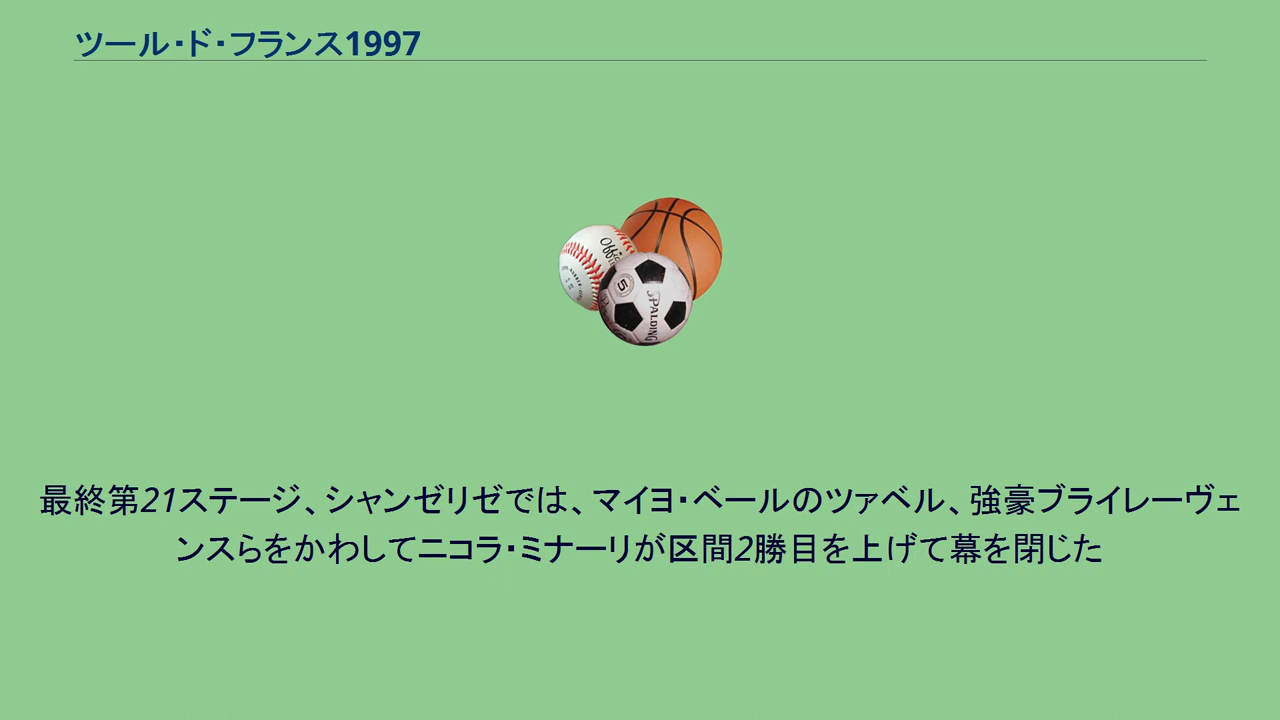 ツール・ド・フランス1997
Offi
5
SPALDING
最終第21ステージ、シャンゼリゼでは、マイヨ・ベールのツァベル、強豪ブライレーヴェ
ンスらをかわしてニコラ・ミナーリが区間2勝目を上げて幕を閉じた